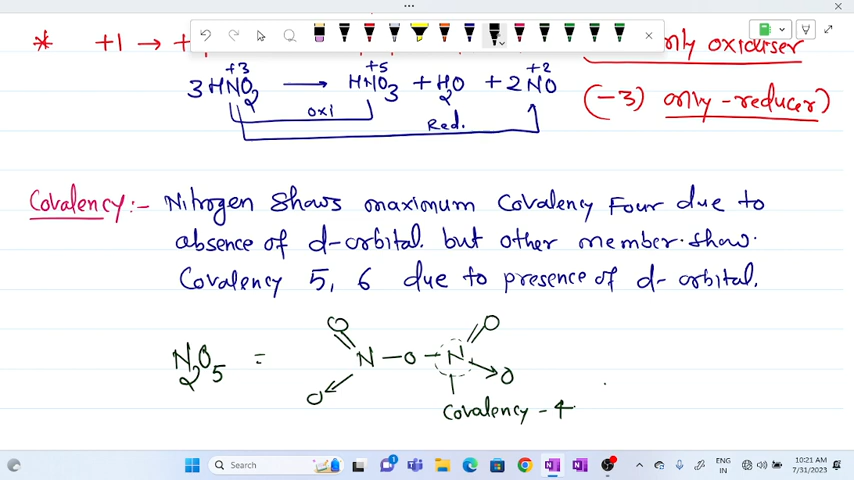 * +1 → +
only oxidiser
+3 +5 +2
3HNO2 → HNO3 + H2O + 2NO
oxi
Red.
(-3) only-reducer)
Covalency:- Nitrogen shows maximum Covalency Four due to
absence of d-orbital. but other member.show.
Covalency 5, 6 due to presence of d-orbital.
N2O5 =
O O
N - O - N
O O
Covalency - 4
Search
ENG
IN
10:21 AM
7/31/2023